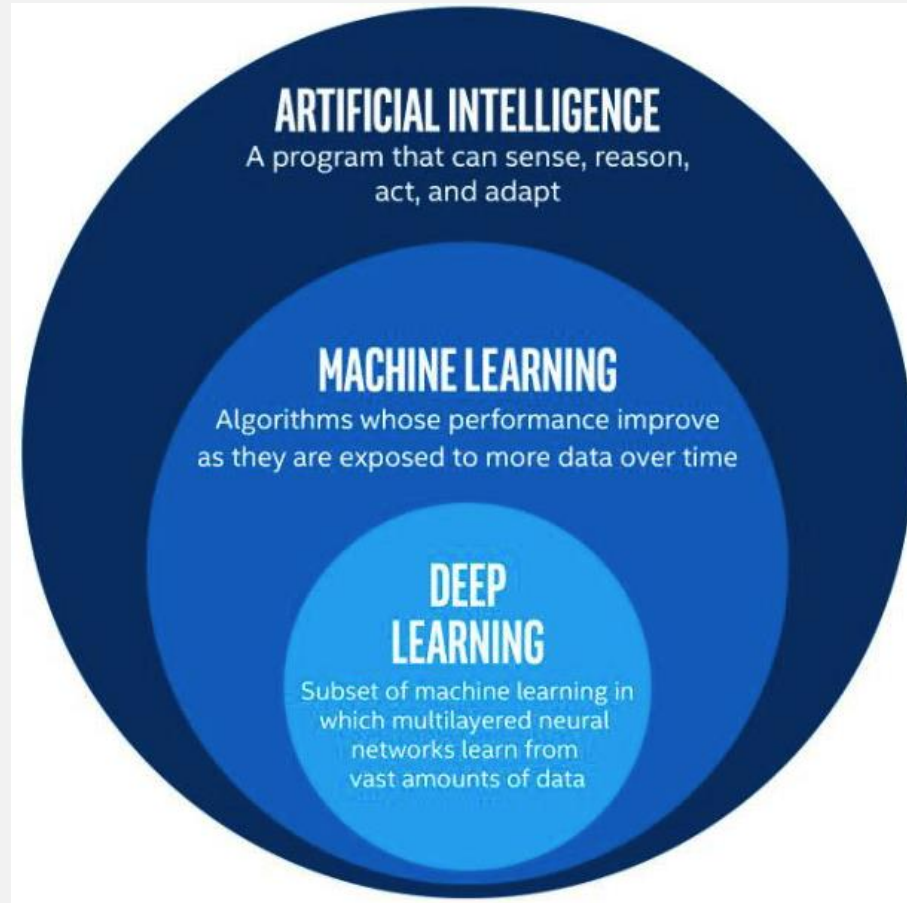 ARTIFICIAL INTELLIGENCE
A program that can sense, reason,
act, and adapt
MACHINE LEARNING
Algorithms whose performance improve
as they are exposed to more data over time
DEEP
LEARNING
Subset of machine learning in
which multilayered neural
networks learn from
vast amounts of data